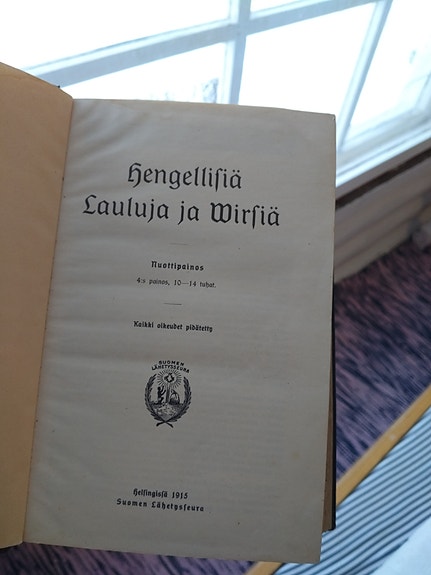 Hengellisiä
Lauluja ja Wirsiä
Nuottipainos
4:s painos, 10—14 tuhat.
Kaikki oikeudet pidätetty
SUOMEN
LÄHETYSSEURA
Helsingissä 1915
Suomen Lähetysseura